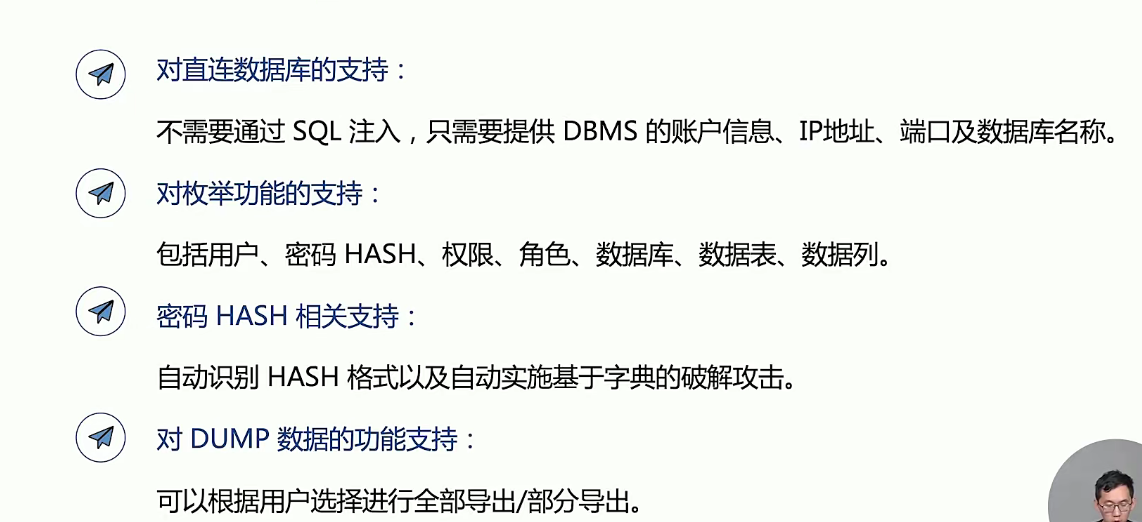 对直连数据库的支持：
不需要通过 SQL 注入，只需要提供 DBMS 的账户信息、IP地址、端口及数据库名称。
对枚举功能的支持：
包括用户、密码 HASH、权限、角色、数据库、数据表、数据列。
密码 HASH 相关支持：
自动识别 HASH 格式以及自动实施基于字典的破解攻击。
对 DUMP 数据的功能支持：
可以根据用户选择进行全部导出/部分导出。